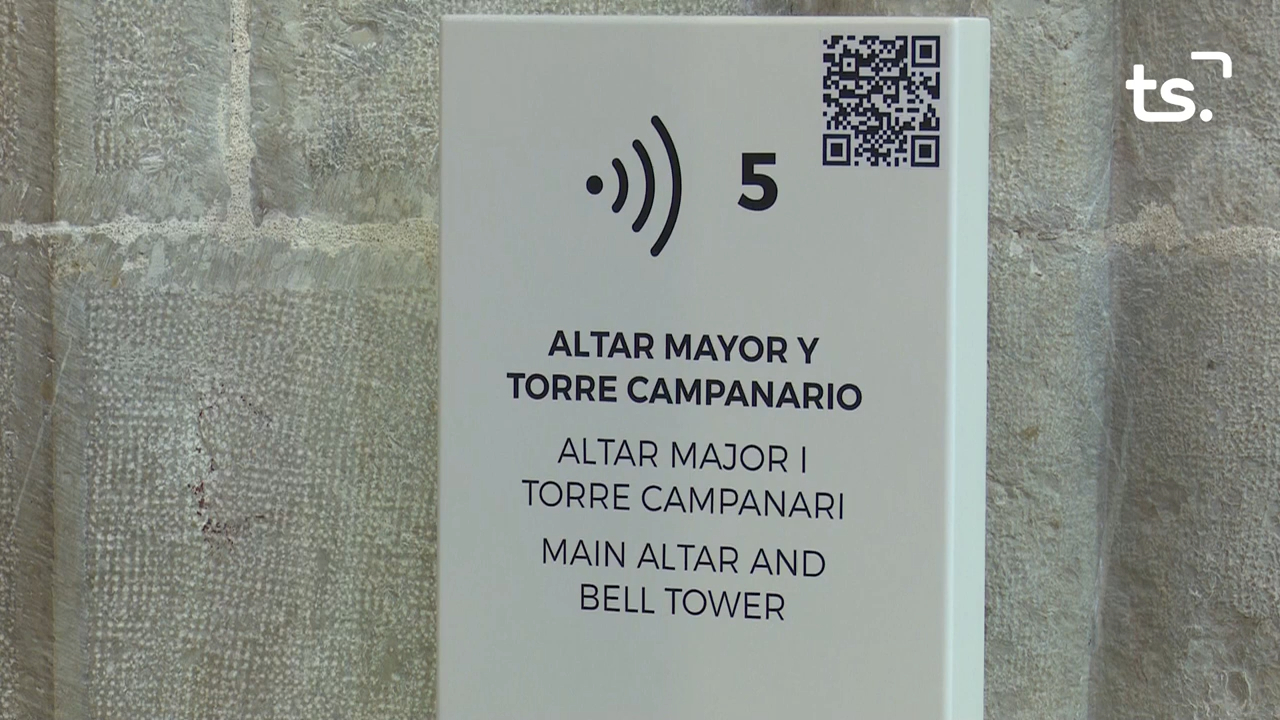 ts.
5
ALTAR MAYOR Y
TORRE CAMPANARIO
ALTAR MAJOR I
TORRE CAMPANARI
MAIN ALTAR AND
BELL TOWER